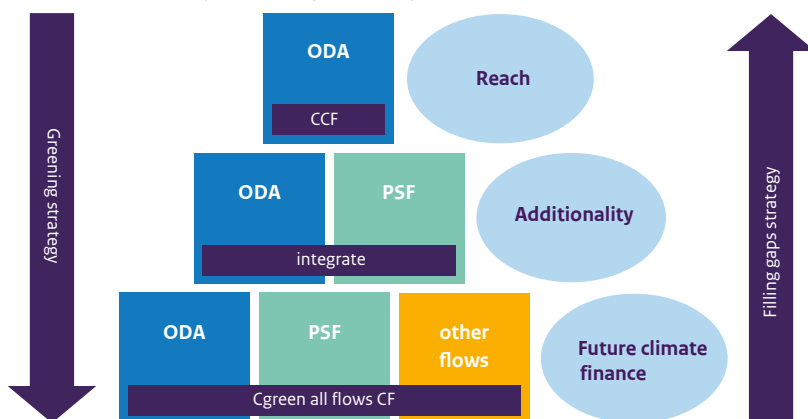 ODA
Reach
CCF
Greening strategy
Filling gaps strategy
ODA
PSF
Additionality
integrate
ODA
PSF
other
flows
Future climate
finance
Cgreen all flows CF